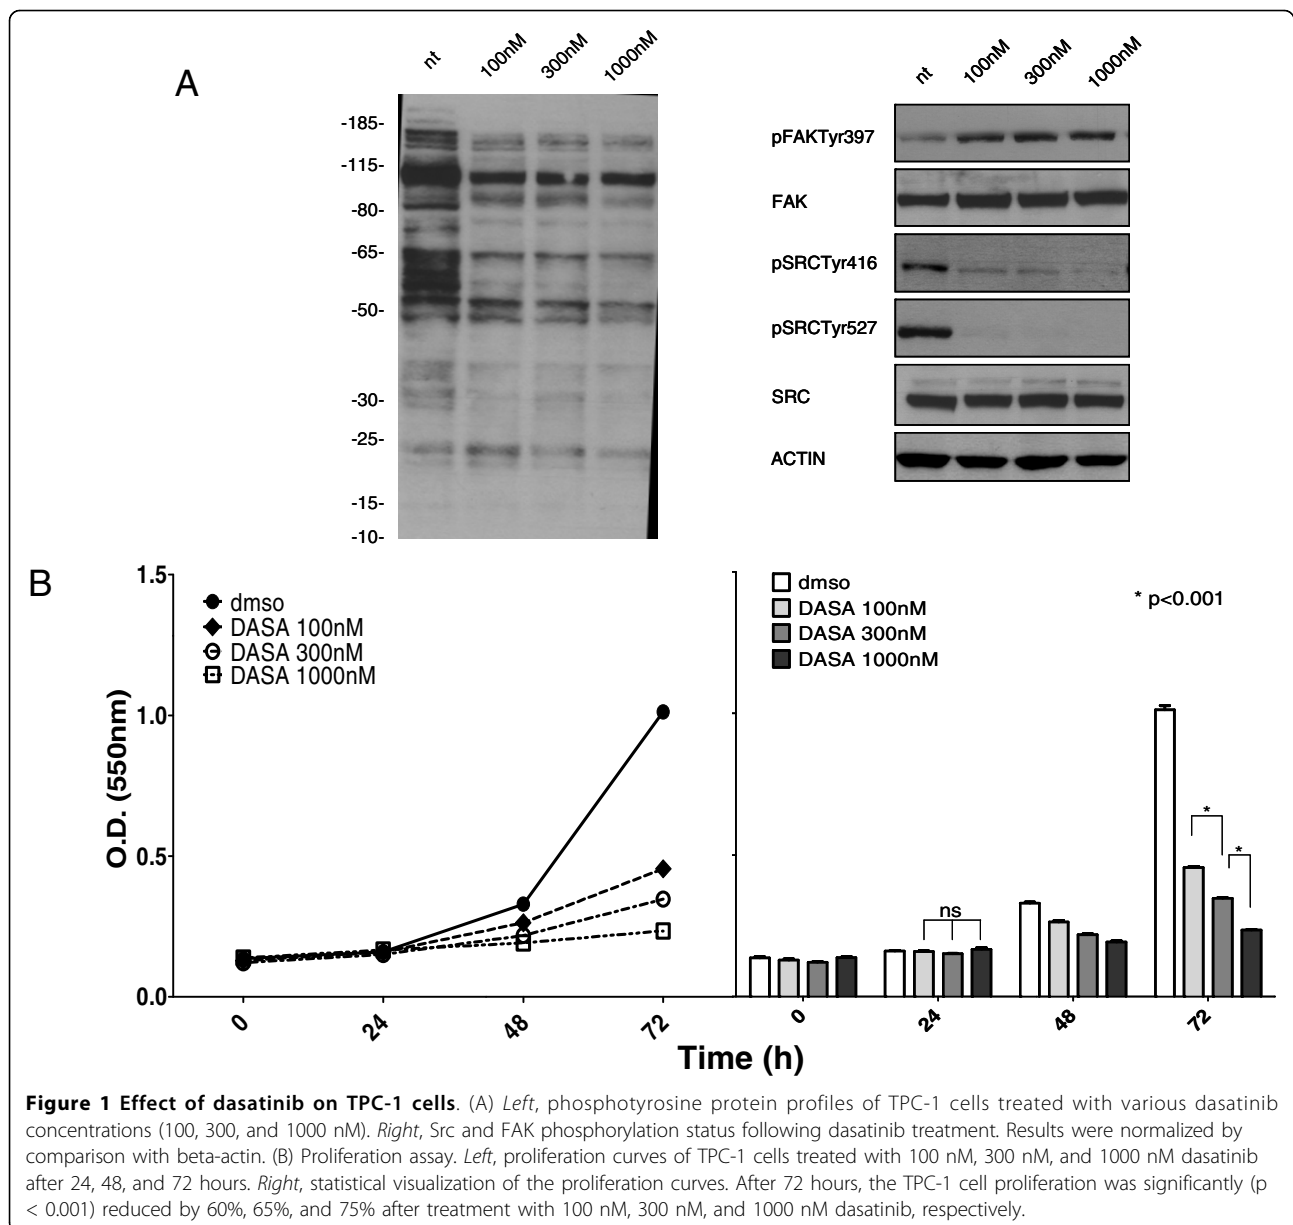 A
nt 100nM 300nM 1000nM
-185-
-115-
-80-
-65-
-50-
-30-
-25-
-15-
-10-
nt 100nM 300nM 1000nM
pFAKTyr397
FAK
pSRCTyr416
pSRCTyr527
SRC
ACTIN
B
O.D. (550nm)
1.5
1.0
0.5
0.0
dmso
DASA 100nM
DASA 300nM
DASA 1000nM
0 24 48 72
dmso
DASA 100nM
DASA 300nM
DASA 1000nM
* p<0.001
ns
*
*
0 24 48 72
Time (h)
Figure 1 Effect of dasatinib on TPC-1 cells. (A) Left, phosphotyrosine protein profiles of TPC-1 cells treated with various dasatinib
concentrations (100, 300, and 1000 nM). Right, Src and FAK phosphorylation status following dasatinib treatment. Results were normalized by
comparison with beta-actin. (B) Proliferation assay. Left, proliferation curves of TPC-1 cells treated with 100 nM, 300 nM, and 1000 nM dasatinib
after 24, 48, and 72 hours. Right, statistical visualization of the proliferation curves. After 72 hours, the TPC-1 cell proliferation was significantly (p
< 0.001) reduced by 60%, 65%, and 75% after treatment with 100 nM, 300 nM, and 1000 nM dasatinib, respectively.